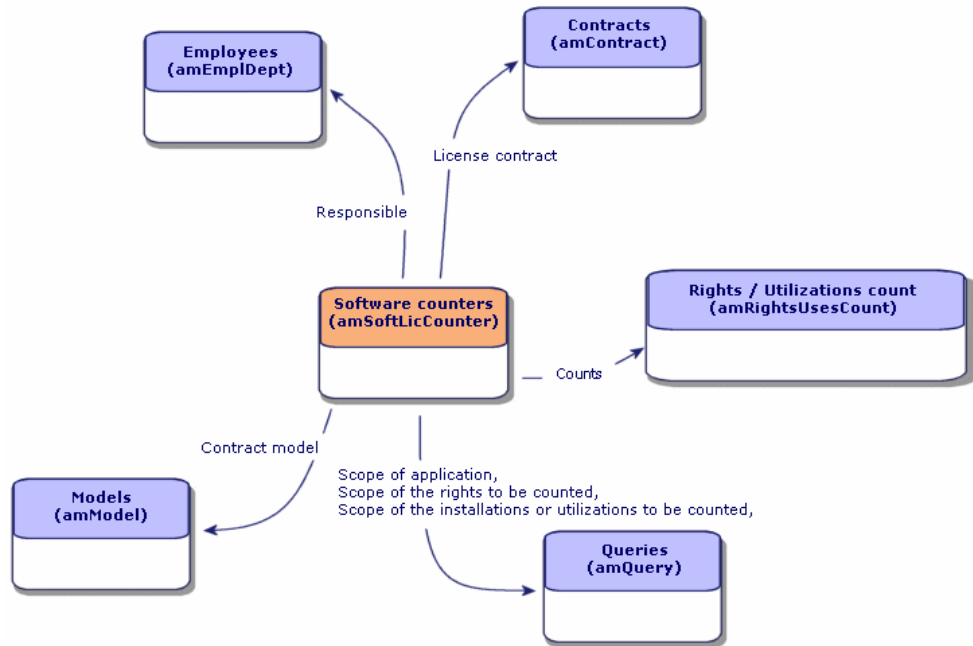 Contracts
(amContract)
Employees
(amEmplDept)
License contract
Responsible
Rights / Utilizations count
(amRightsUsesCount)
Software counters
(amSoftLicCounter)
Counts
Contract model
Scope of application,
Scope of the rights to be counted,
Scope of the installations or utilizations to be counted,
Models
(amModel)
Queries
(amQuery)